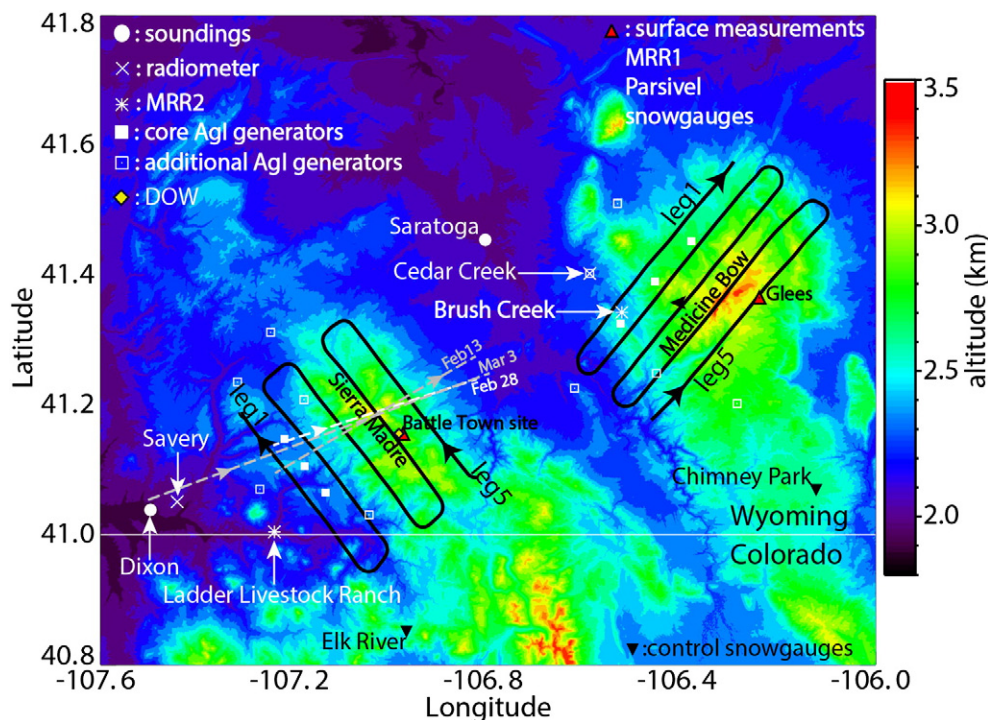 41.8
41.6
41.4
41.2
41.0
40.8
Latitude
-107.6
-107.2
-106.8
-106.4
-106.0
Longitude
: soundings
: radiometer
: MRR2
: core AgI generators
: additional AgI generators
: DOW
: surface measurements
MRR1
Parsivel
snowgauges
3.5
3.0
2.5
2.0
altitude (km)
Saratoga
Cedar Creek
Brush Creek
leg1
Medicine Bow
Glees
leg5
Feb13
Mar 3
Feb 28
leg1
Sierra Madre
Battle Town site
leg5
Savery
Dixon
Ladder Livestock Ranch
Chimney Park
Wyoming
Colorado
Elk River
:control snowgauges